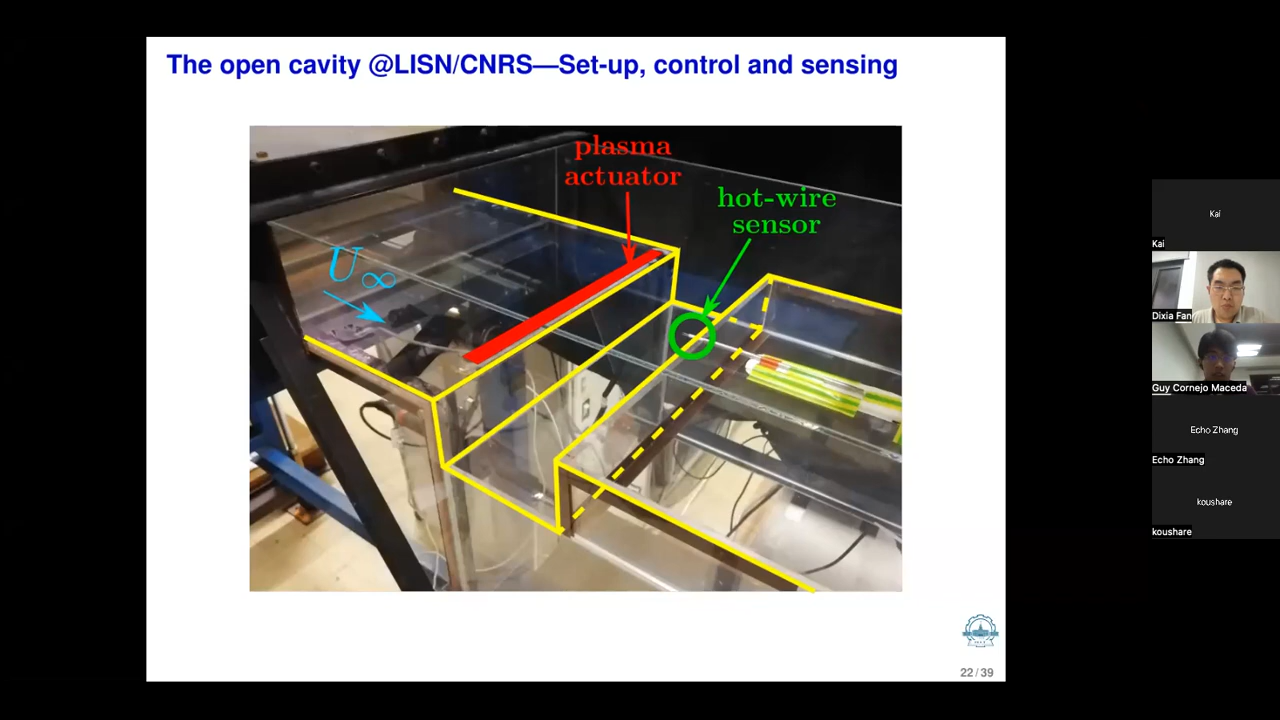 The open cavity @LISN/CNRS—Set-up, control and sensing
plasma
actuator
hot-wire
sensor
U∞
22/39
Kai
Kai
Dixia Fan
Guy Cornejo Maceda
Echo Zhang
Echo Zhang
koushare
koushare